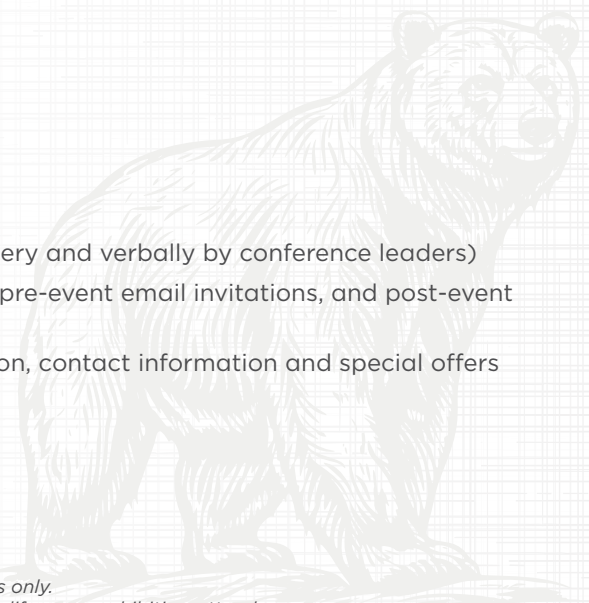 ery and verbally by conference leaders)
pre-event email invitations, and post-event
on, contact information and special offers
s only.